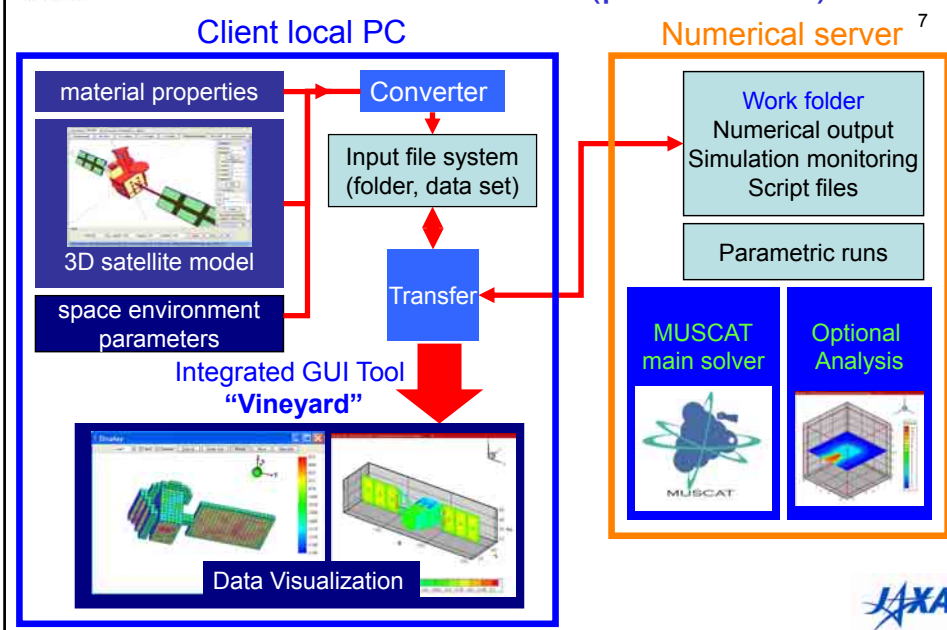 7
Client local PC
Numerical server
material properties
Converter
Input file system
(folder, data set)
3D satellite model
Transfer
space environment
parameters
Integrated GUI Tool
“Vineyard”
Data Visualization
Work folder
Numerical output
Simulation monitoring
Script files
Parametric runs
MUSCAT
main solver
MUSCAT
Optional
Analysis
JAXA